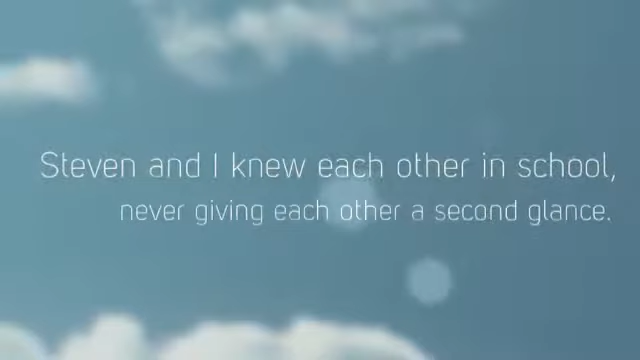 Steven and I knew each other in school,
never giving each other a second glance.